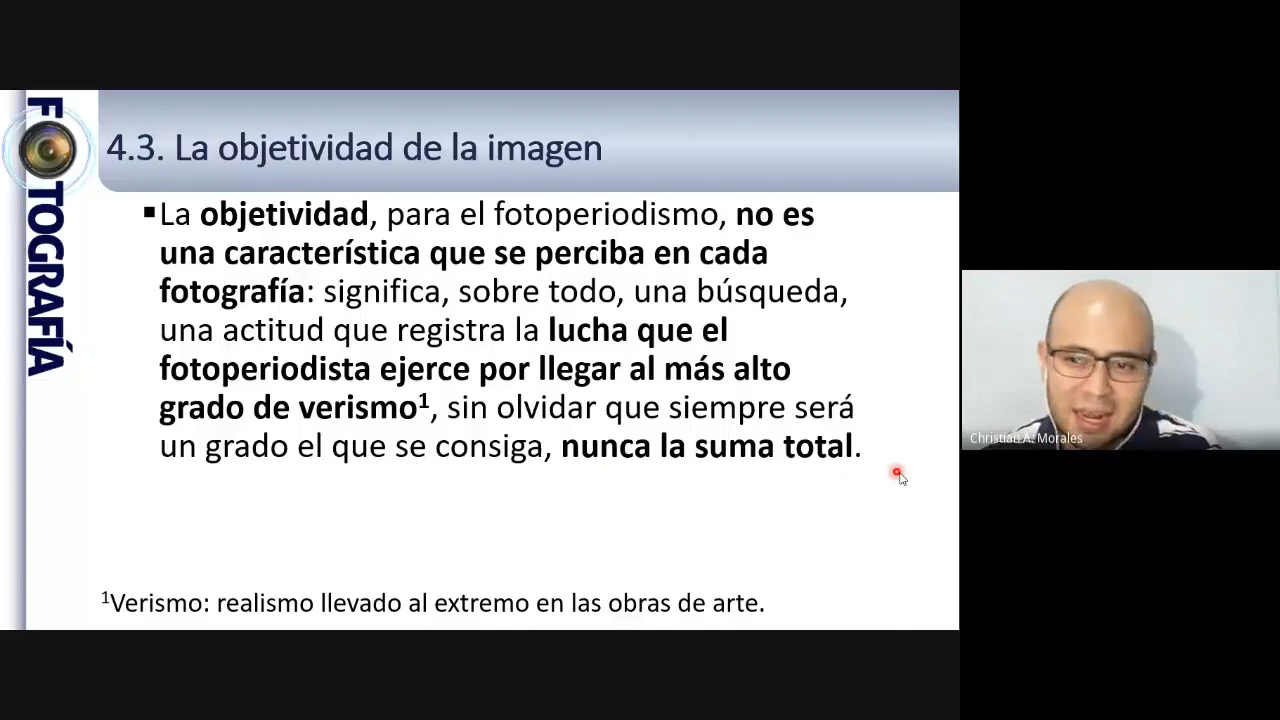 FOTOGRAFÍA
4.3. La objetividad de la imagen
▪La objetividad, para el fotoperiodismo, no es
una característica que se perciba en cada
fotografía: significa, sobre todo, una búsqueda,
una actitud que registra la lucha que el
fotoperiodista ejerce por llegar al más alto
grado de verismo¹, sin olvidar que siempre será
un grado el que se consiga, nunca la suma total.
¹Verismo: realismo llevado al extremo en las obras de arte.
Christian A. Morales